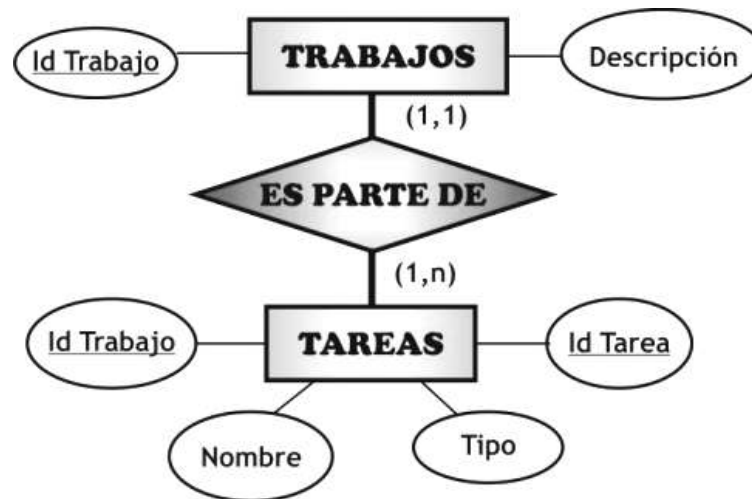 Id Trabajo
TRABAJOS
Descripción
(1,1)
ES PARTE DE
(1,n)
Id Trabajo
TAREAS
Id Tarea
Nombre
Tipo